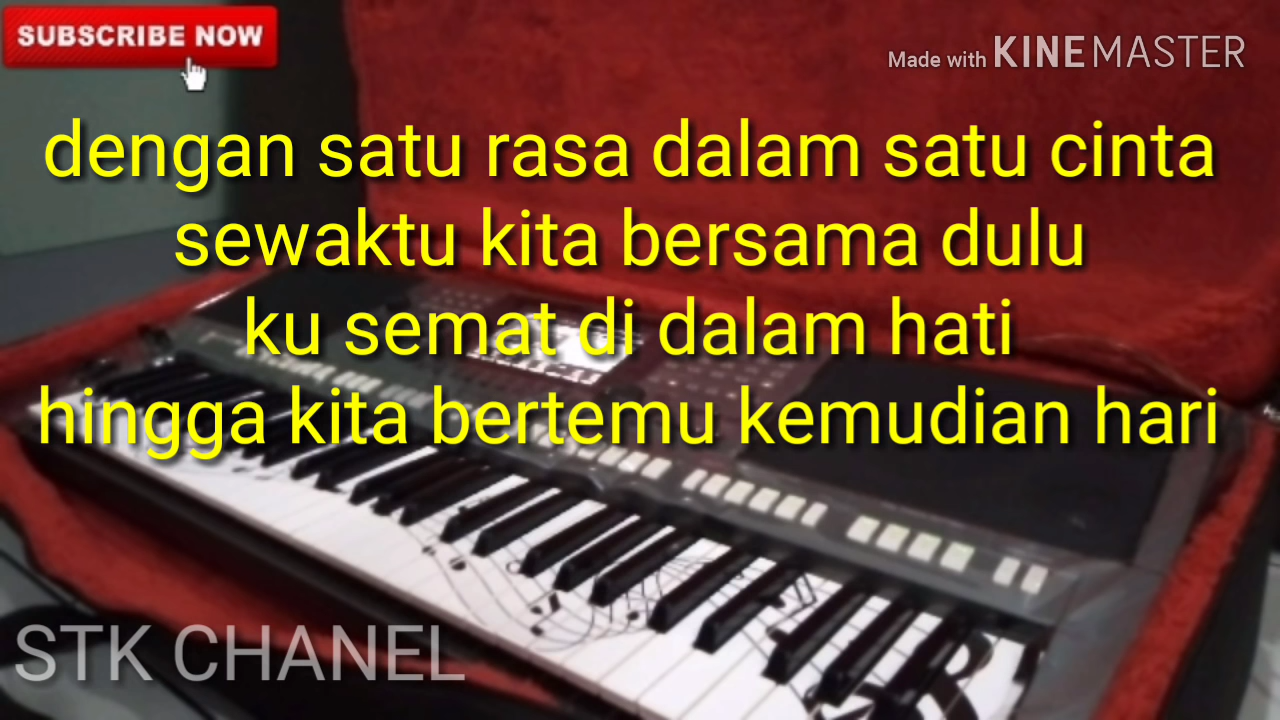 SUBSCRIBE NOW
Made with KINEMASTER
dengan satu rasa dalam satu cinta
sewaktu kita bersama dulu
ku semat di dalam hati
hingga kita bertemu kemudian hari
STK CHANEL